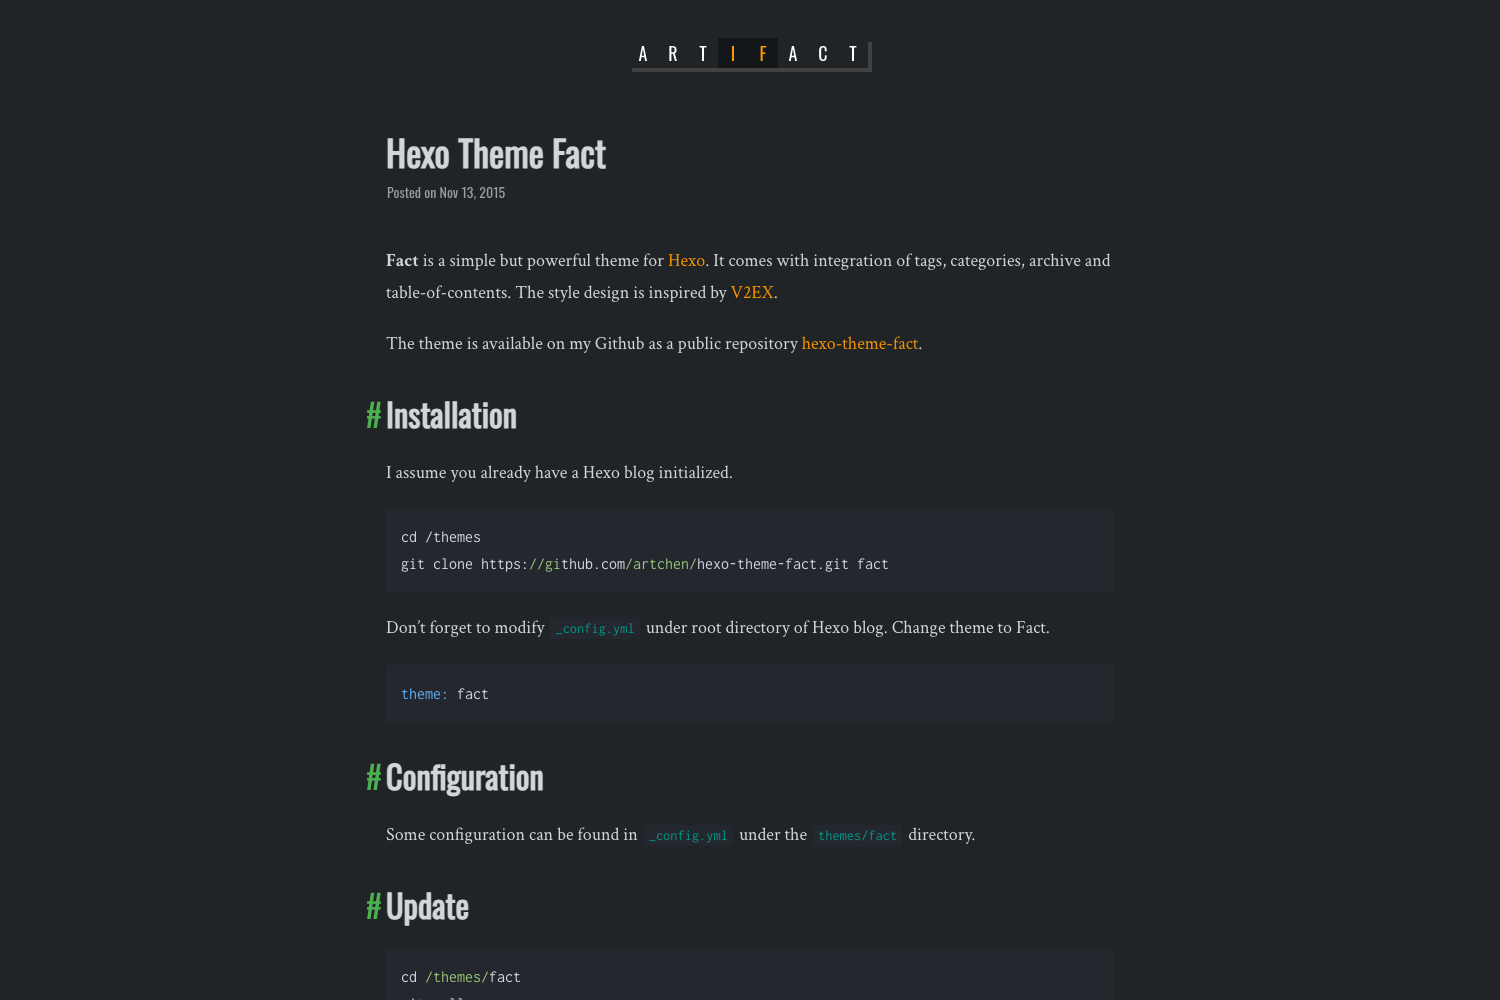 ARTIFACT
Hexo Theme Fact
Posted on Nov 13, 2015
Fact is a simple but powerful theme for Hexo. It comes with integration of tags, categories, archive and
table-of-contents. The style design is inspired by V2EX.
The theme is available on my Github as a public repository hexo-theme-fact.
# Installation
I assume you already have a Hexo blog initialized.
cd /themes
git clone https://github.com/artchen/hexo-theme-fact.git fact
Don’t forget to modify _config.yml under root directory of Hexo blog. Change theme to Fact.
theme: fact
# Configuration
Some configuration can be found in _config.yml under the themes/fact directory.
# Update
cd /themes/fact